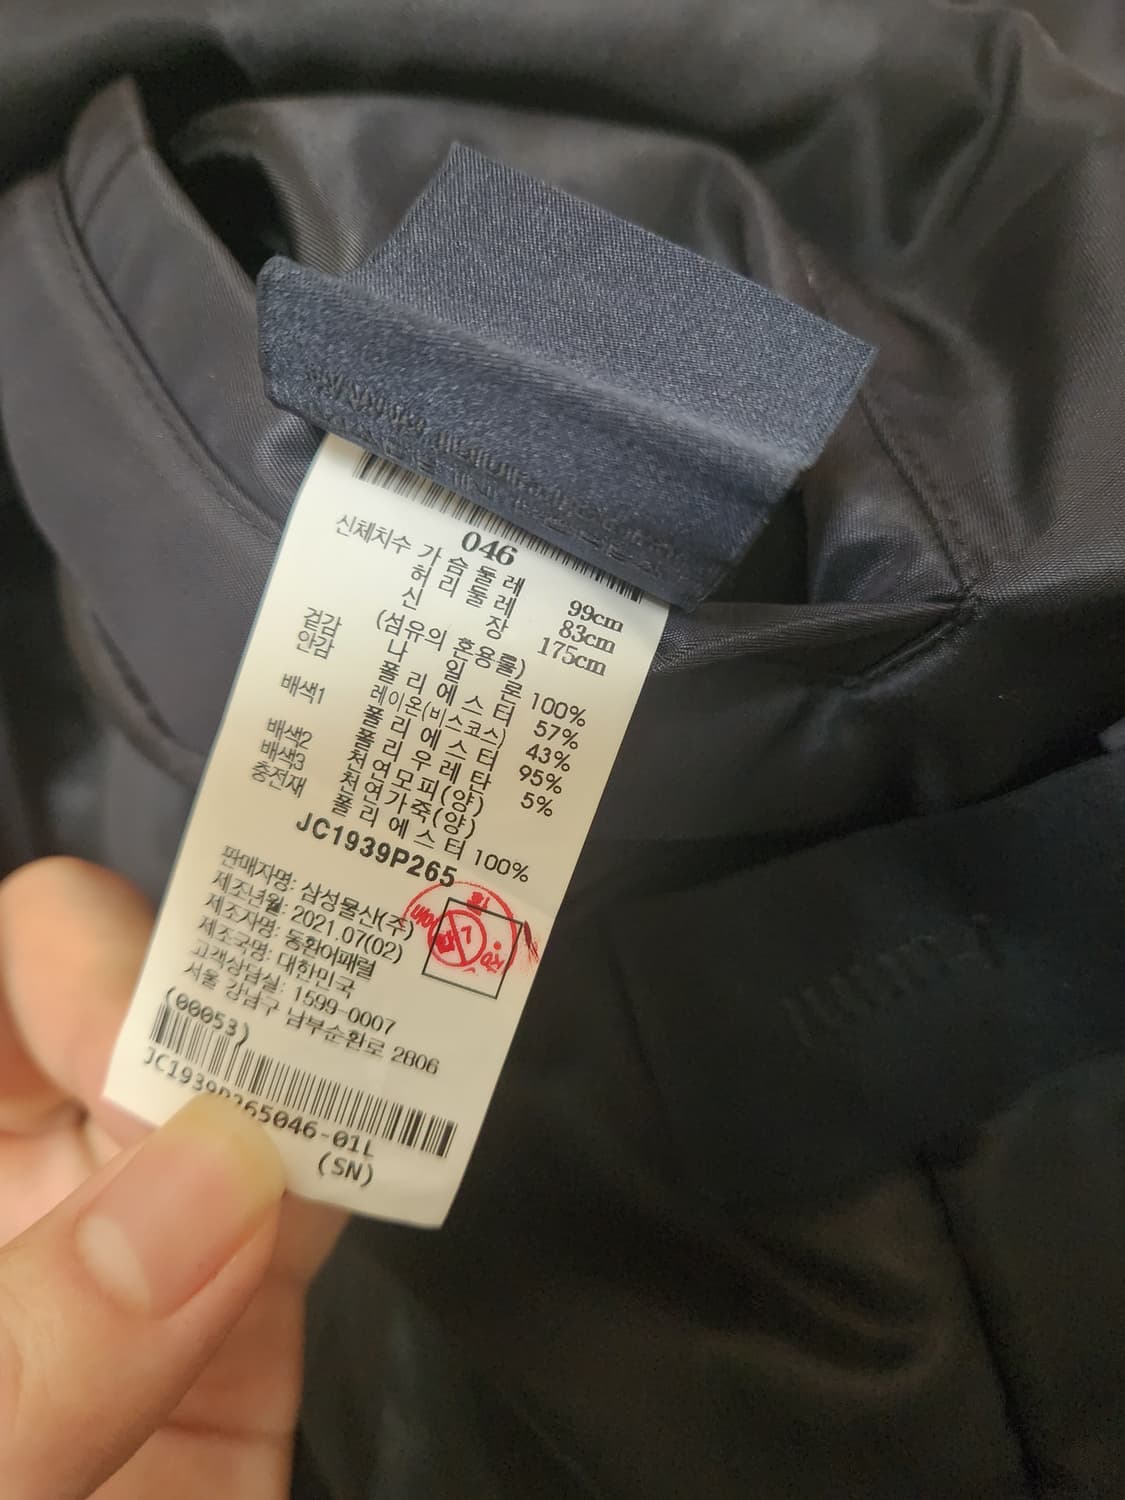 046
신체치수 가슴둘레 99cm
허리둘레 83cm
신장 175cm
(섬유의 혼용률)
겉감 나일론 100%
안감 폴리에스터 57%
레이온(비스코스) 43%
배색1 폴리에스터 95%
폴리우레탄 5%
배색2 천연모피(양)
배색3 천연가죽(양)
충전재 폴리에스터 100%
JC1939P265
판매자명: 삼성물산(주)
제조년월: 2021.07(02)
제조자명: 동환어패럴
제조국명: 대한민국
고객상담실: 1599-0007
서울 강남구 남부순환로 2806
(00053)
JC1939P265046-01L
(SN)